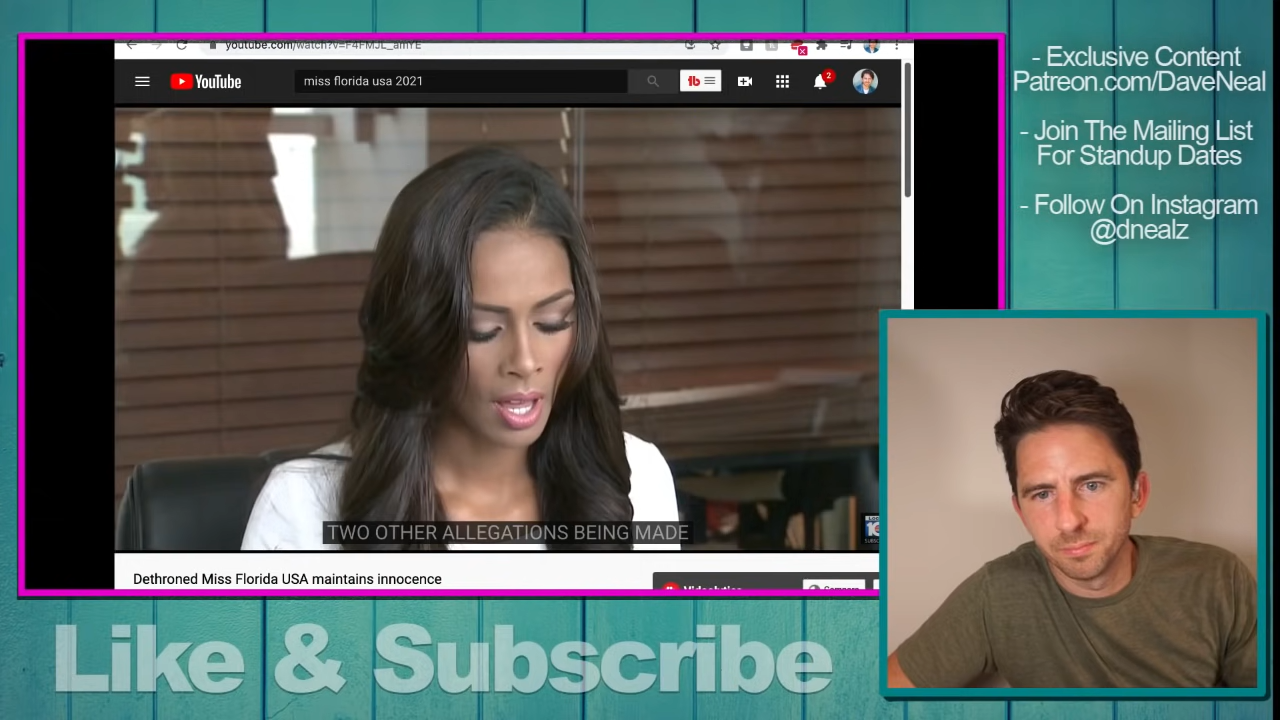 youtube.com/watch?v=F4FMJL_amYE
YouTube
miss florida usa 2021
2
TWO OTHER ALLEGATIONS BEING MADE
Dethroned Miss Florida USA maintains innocence
- Exclusive Content
Patreon.com/DaveNeal
- Join The Mailing List
For Standup Dates
- Follow On Instagram
@dnealz
Like & Subscribe